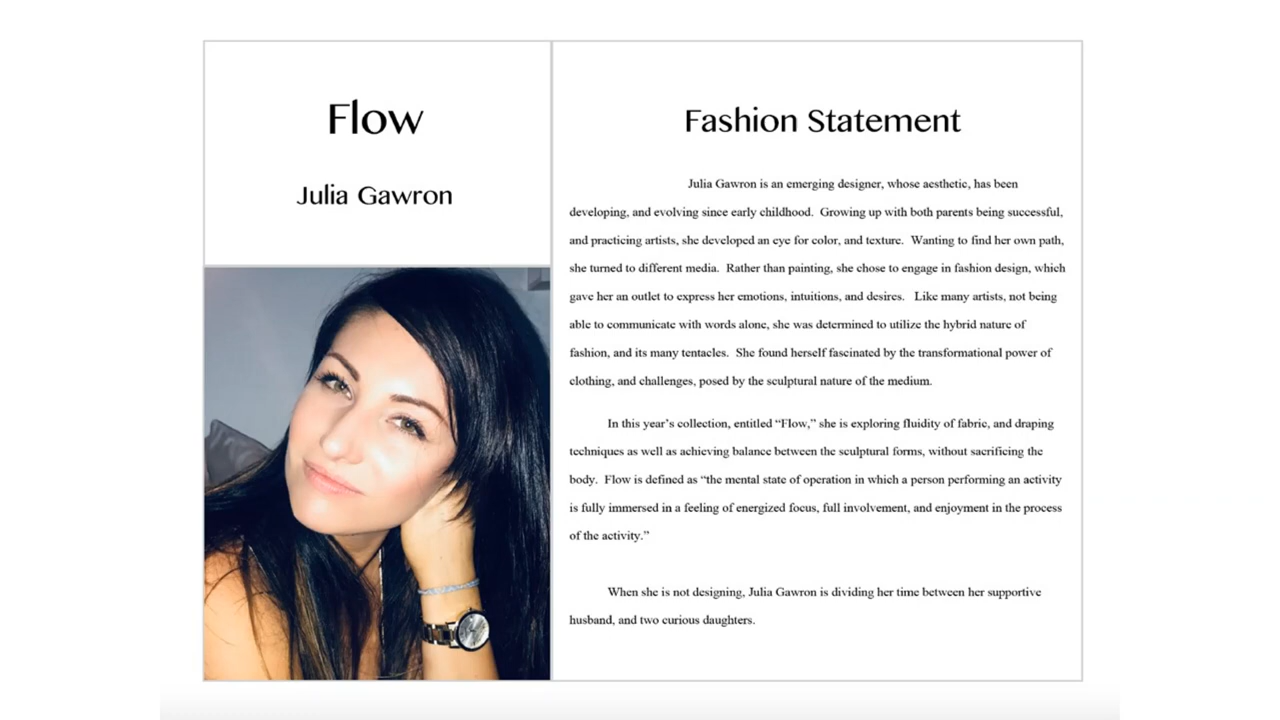 Flow
Julia Gawron
Fashion Statement
Julia Gawron is an emerging designer, whose aesthetic, has been
developing, and evolving since early childhood.  Growing up with both parents being successful,
and practicing artists, she developed an eye for color, and texture.  Wanting to find her own path,
she turned to different media.  Rather than painting, she chose to engage in fashion design, which
gave her an outlet to express her emotions, intuitions, and desires.   Like many artists, not being
able to communicate with words alone, she was determined to utilize the hybrid nature of
fashion, and its many tentacles.  She found herself fascinated by the transformational power of
clothing, and challenges, posed by the sculptural nature of the medium.
In this year’s collection, entitled “Flow,” she is exploring fluidity of fabric, and draping
techniques as well as achieving balance between the sculptural forms, without sacrificing the
body.  Flow is defined as “the mental state of operation in which a person performing an activity
is fully immersed in a feeling of energized focus, full involvement, and enjoyment in the process
of the activity.”
When she is not designing, Julia Gawron is dividing her time between her supportive
husband, and two curious daughters.